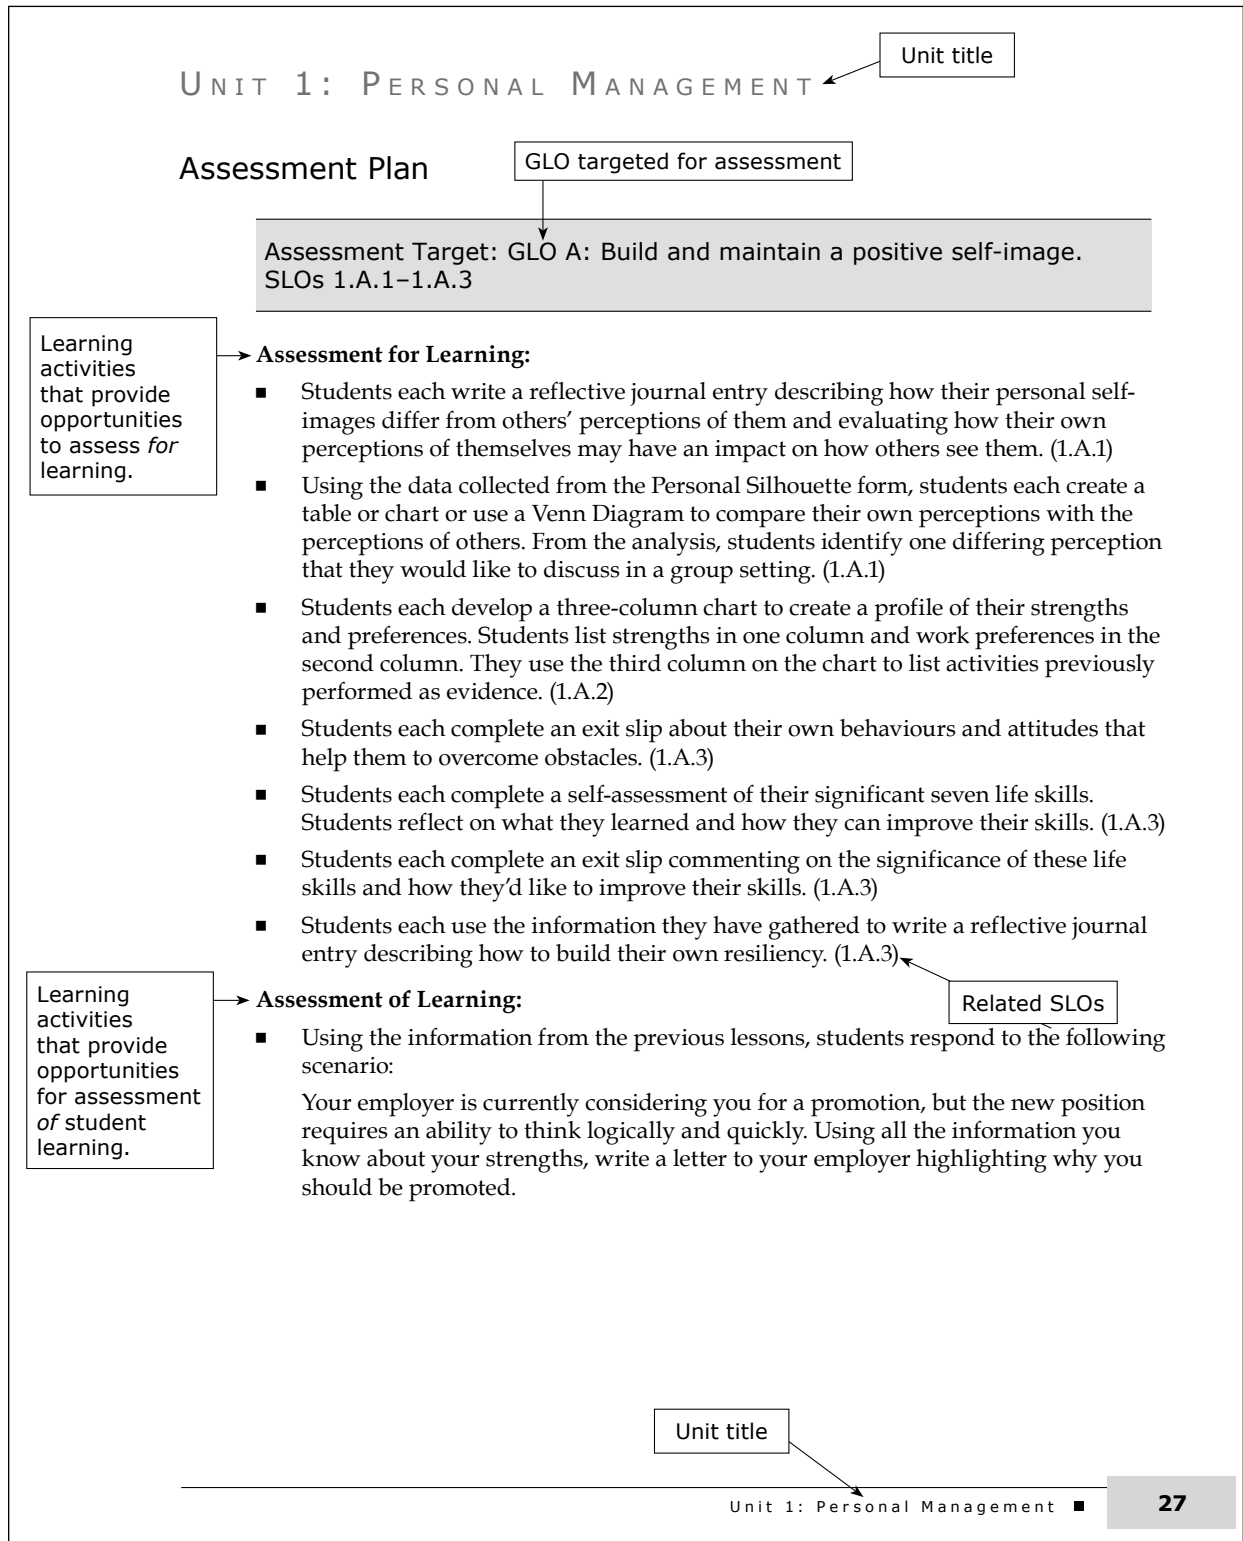 Unit title
UNIT 1: PERSONAL MANAGEMENT
Assessment Plan
GLO targeted for assessment
Assessment Target: GLO A: Build and maintain a positive self-image.
SLOs 1.A.1–1.A.3
Learning
activities
that provide
opportunities
to assess for
learning.
Assessment for Learning:
■ Students each write a reflective journal entry describing how their personal self-
images differ from others’ perceptions of them and evaluating how their own
perceptions of themselves may have an impact on how others see them. (1.A.1)
■ Using the data collected from the Personal Silhouette form, students each create a
table or chart or use a Venn Diagram to compare their own perceptions with the
perceptions of others. From the analysis, students identify one differing perception
that they would like to discuss in a group setting. (1.A.1)
■ Students each develop a three-column chart to create a profile of their strengths
and preferences. Students list strengths in one column and work preferences in the
second column. They use the third column on the chart to list activities previously
performed as evidence. (1.A.2)
■ Students each complete an exit slip about their own behaviours and attitudes that
help them to overcome obstacles. (1.A.3)
■ Students each complete a self-assessment of their significant seven life skills.
Students reflect on what they learned and how they can improve their skills. (1.A.3)
■ Students each complete an exit slip commenting on the significance of these life
skills and how they’d like to improve their skills. (1.A.3)
■ Students each use the information they have gathered to write a reflective journal
entry describing how to build their own resiliency. (1.A.3)
Related SLOs
Learning
activities
that provide
opportunities
for assessment
of student
learning.
Assessment of Learning:
■ Using the information from the previous lessons, students respond to the following
scenario:
Your employer is currently considering you for a promotion, but the new position
requires an ability to think logically and quickly. Using all the information you
know about your strengths, write a letter to your employer highlighting why you
should be promoted.
Unit title
Unit 1: Personal Management ■ 27